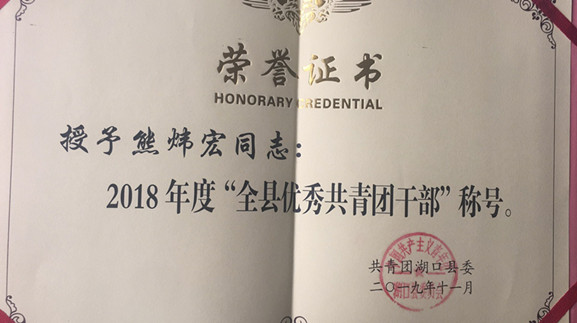 荣誉证书
HONORARY CREDENTIAL
授予熊炜宏同志：
2018年度“全县优秀共青团干部”称号。
共青团湖口县委
二〇一九年十一月